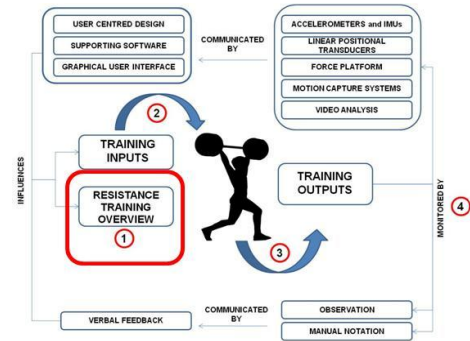 USER CENTRED DESIGN
SUPPORTING SOFTWARE
GRAPHICAL USER INTERFACE
COMMUNICATED
BY
ACCELEROMETERS and IMUs
LINEAR POSITIONAL
TRANSDUCERS
FORCE PLATFORM
MOTION CAPTURE SYSTEMS
VIDEO ANALYSIS
2
TRAINING
INPUTS
RESISTANCE
TRAINING
OVERVIEW
1
INFLUENCES
TRAINING
OUTPUTS
3
MONITORED BY
4
VERBAL FEEDBACK
COMMUNICATED
BY
OBSERVATION
MANUAL NOTATION